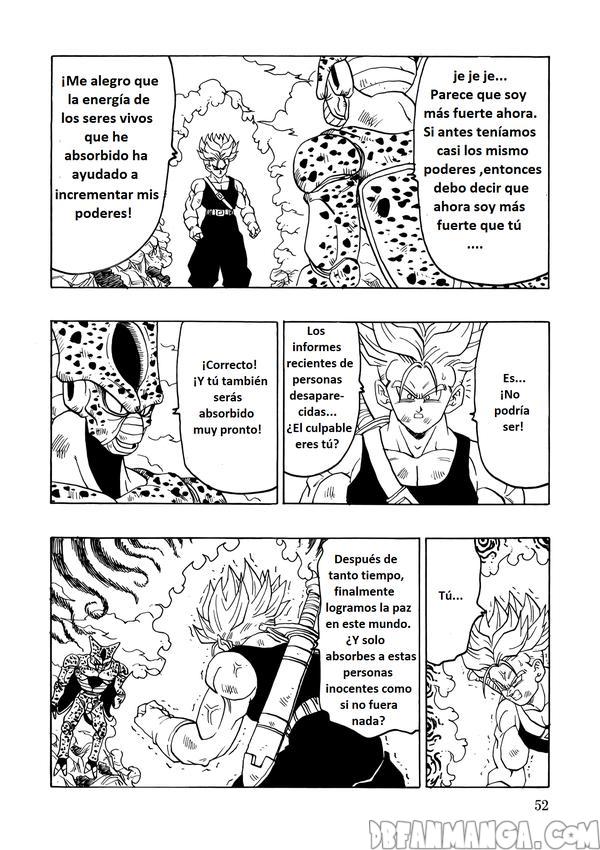 je je je...
Parece que soy
más fuerte ahora.
Si antes teníamos
casi los mismo
poderes ,entonces
debo decir que
ahora soy más
fuerte que tú
....
¡Me alegro que
la energía de
los seres vivos
que he
absorbido ha
ayudado a
incrementar mis
poderes!
Es...
¡No
podría
ser!
Los
informes
recientes de
personas
desapare-
cidas...
¿El culpable
eres tú?
¡Correcto!
¡Y tú también
serás
absorbido
muy pronto!
Tú...
Después de
tanto tiempo,
finalmente
logramos la paz
en este mundo.
¿Y solo
absorbes a estas
personas
inocentes como
si no fuera
nada?
52
DBFANMANGA.COM